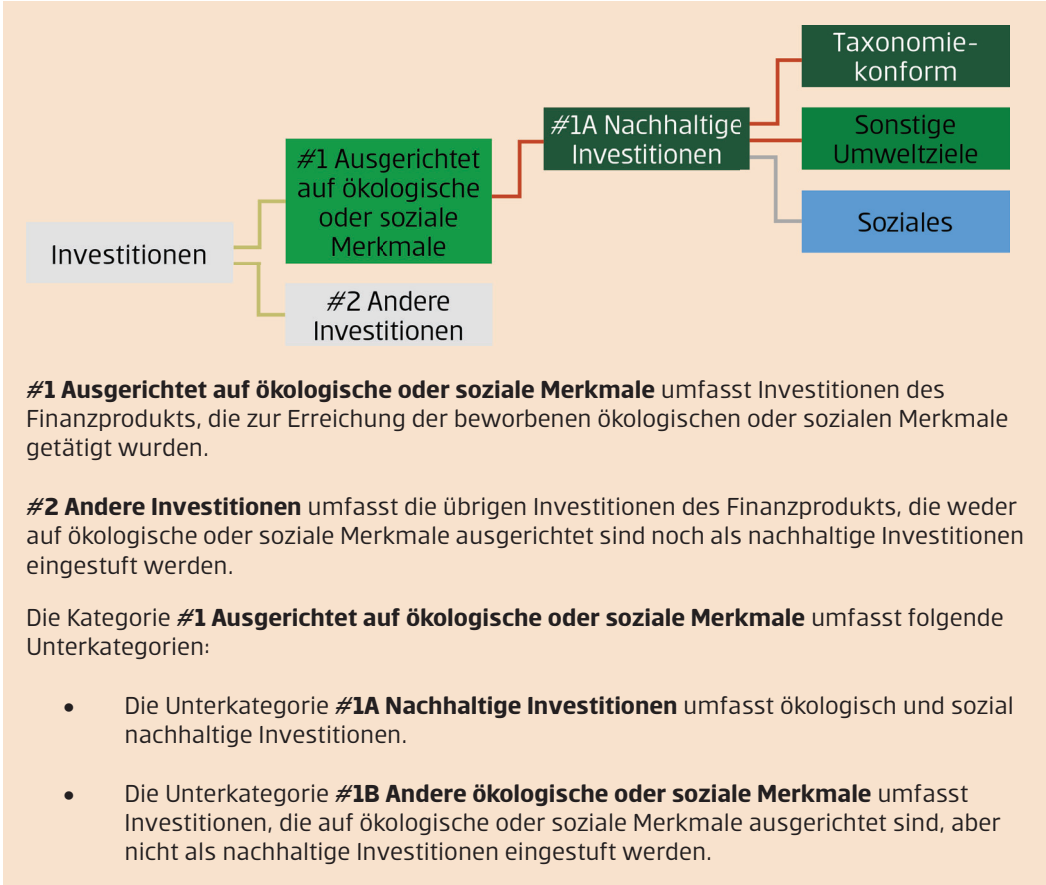 Taxonomie-
konform
#1A Nachhaltige
Investitionen
Sonstige
Umweltziele
#1 Ausgerichtet
auf ökologische
oder soziale
Merkmale
Soziales
Investitionen
#2 Andere
Investitionen
#1 Ausgerichtet auf ökologische oder soziale Merkmale umfasst Investitionen des
Finanzprodukts, die zur Erreichung der beworbenen ökologischen oder sozialen Merkmale
getätigt wurden.
#2 Andere Investitionen umfasst die übrigen Investitionen des Finanzprodukts, die weder
auf ökologische oder soziale Merkmale ausgerichtet sind noch als nachhaltige Investitionen
eingestuft werden.
Die Kategorie #1 Ausgerichtet auf ökologische oder soziale Merkmale umfasst folgende
Unterkategorien:
• Die Unterkategorie #1A Nachhaltige Investitionen umfasst ökologisch und sozial
nachhaltige Investitionen.
• Die Unterkategorie #1B Andere ökologische oder soziale Merkmale umfasst
Investitionen, die auf ökologische oder soziale Merkmale ausgerichtet sind, aber
nicht als nachhaltige Investitionen eingestuft werden.